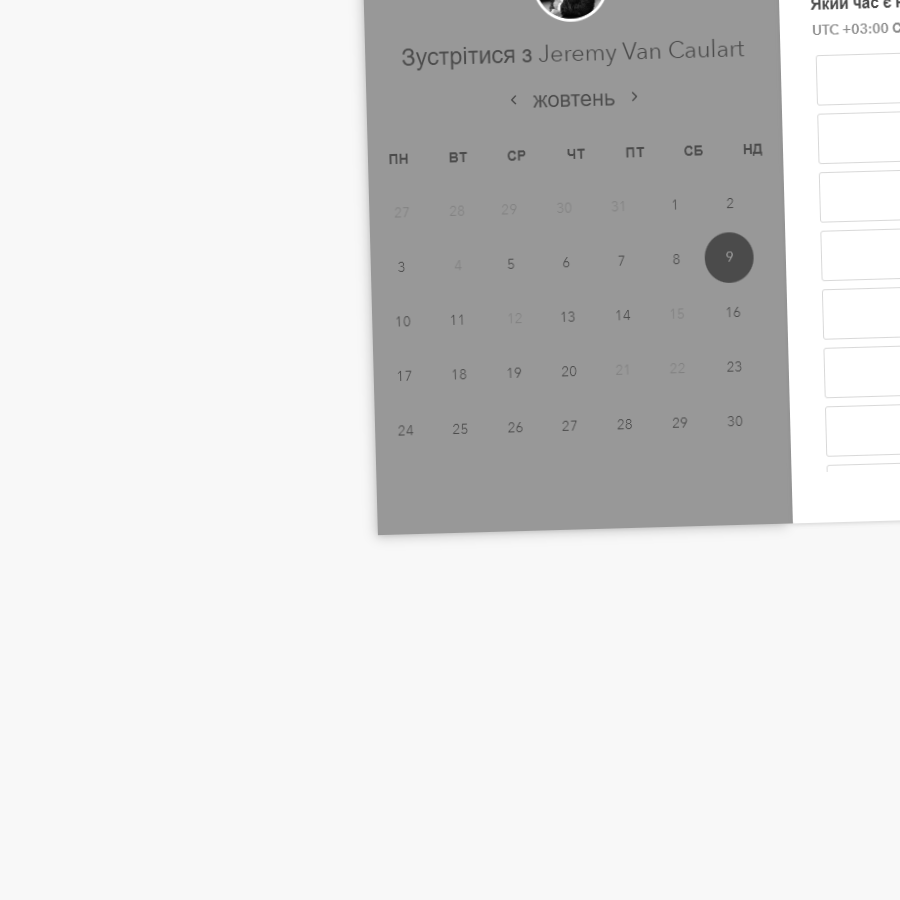 Зустрітися з Jeremy Van Caulart
‹ жовтень ›
ПН ВТ СР ЧТ ПТ СБ НД
27 28 29 30 31 1 2
3 4 5 6 7 8 9
10 11 12 13 14 15 16
17 18 19 20 21 22 23
24 25 26 27 28 29 30
Який час є
UTC +03:00